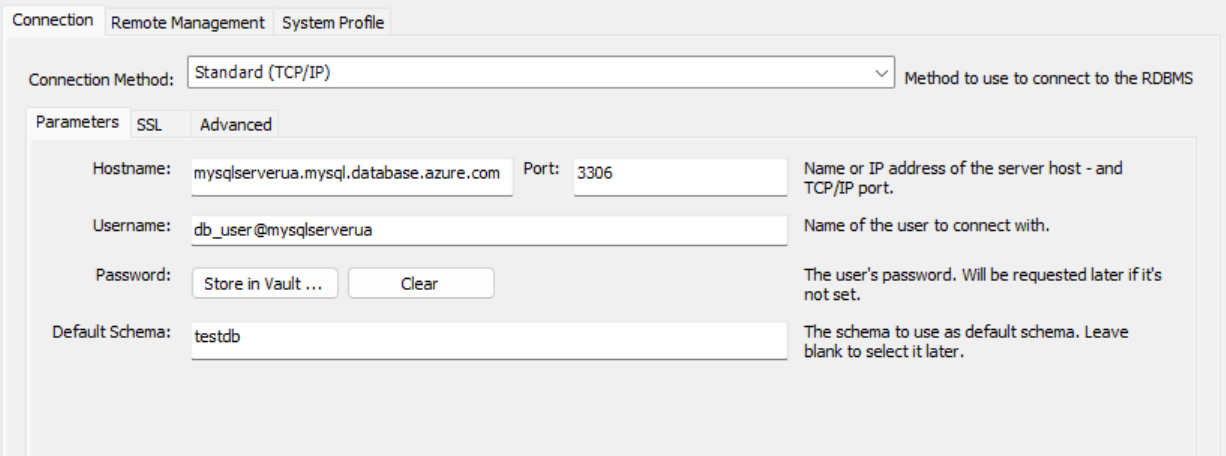 Connection Remote Management System Profile
Connection Method: Standard (TCP/IP) Method to use to connect to the RDBMS
Parameters SSL Advanced
Hostname: mysqlserverua.mysql.database.azure.com Port: 3306 Name or IP address of the server host - and
TCP/IP port.
Username: db_user@mysqlserverua Name of the user to connect with.
Password: Store in Vault ... Clear The user's password. Will be requested later if it's
not set.
Default Schema: testdb The schema to use as default schema. Leave
blank to select it later.